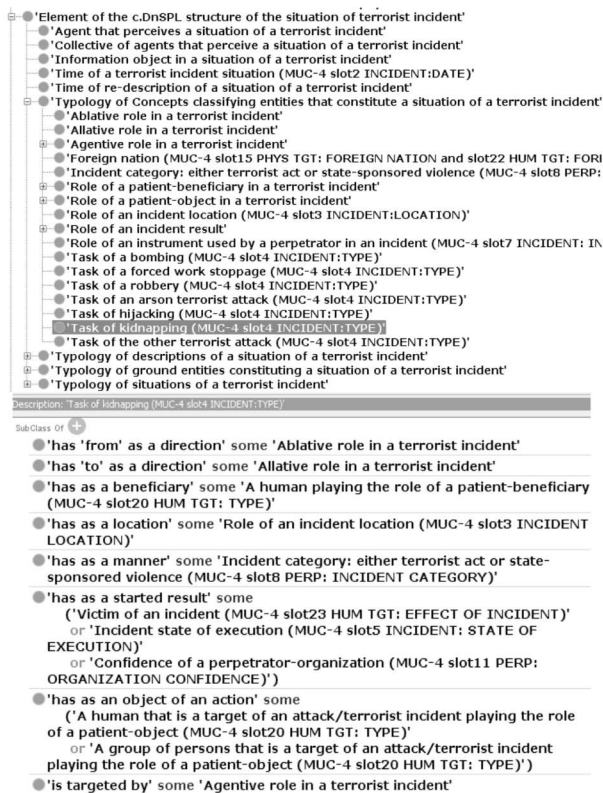 'Element of the c.DnSPL structure of the situation of terrorist incident'
'Agent that perceives a situation of a terrorist incident'
'Collective of agents that perceive a situation of a terrorist incident'
'Information object in a situation of a terrorist incident'
'Time of a terrorist incident situation (MUC-4 slot2 INCIDENT:DATE)'
'Time of re-description of a situation of a terrorist incident'
'Typology of Concepts classifying entities that constitute a situation of a terrorist incident'
'Ablative role in a terrorist incident'
'Allative role in a terrorist incident'
'Agentive role in a terrorist incident'
'Foreign nation (MUC-4 slot15 PHYS TGT: FOREIGN NATION and slot22 HUM TGT: FORI
'Incident category: either terrorist act or state-sponsored violence (MUC-4 slot8 PERP:
'Role of a patient-beneficiary in a terrorist incident'
'Role of a patient-object in a terrorist incident'
'Role of an incident location (MUC-4 slot3 INCIDENT:LOCATION)'
'Role of an incident result'
'Role of an instrument used by a perpetrator in an incident (MUC-4 slot7 INCIDENT: IN
'Task of a bombing (MUC-4 slot4 INCIDENT:TYPE)'
'Task of a forced work stoppage (MUC-4 slot4 INCIDENT:TYPE)'
'Task of a robbery (MUC-4 slot4 INCIDENT:TYPE)'
'Task of an arson terrorist attack (MUC-4 slot4 INCIDENT:TYPE)'
'Task of hijacking (MUC-4 slot4 INCIDENT:TYPE)'
'Task of kidnapping (MUC-4 slot4 INCIDENT:TYPE)'
'Task of the other terrorist attack (MUC-4 slot4 INCIDENT:TYPE)'
'Typology of descriptions of a situation of a terrorist incident'
'Typology of ground entities constituting a situation of a terrorist incident'
'Typology of situations of a terrorist incident'
Description: 'Task of kidnapping (MUC-4 slot4 INCIDENT:TYPE)'
SubClass Of
'has 'from' as a direction' some 'Ablative role in a terrorist incident'
'has 'to' as a direction' some 'Allative role in a terrorist incident'
'has as a beneficiary' some 'A human playing the role of a patient-beneficiary
(MUC-4 slot20 HUM TGT: TYPE)'
'has as a location' some 'Role of an incident location (MUC-4 slot3 INCIDENT
LOCATION)'
'has as a manner' some 'Incident category: either terrorist act or state-
sponsored violence (MUC-4 slot8 PERP: INCIDENT CATEGORY)'
'has as a started result' some
('Victim of an incident (MUC-4 slot23 HUM TGT: EFFECT OF INCIDENT)'
or 'Incident state of execution (MUC-4 slot5 INCIDENT: STATE OF
EXECUTION)'
or 'Confidence of a perpetrator-organization (MUC-4 slot11 PERP:
ORGANIZATION CONFIDENCE)')
'has as an object of an action' some
('A human that is a target of an attack/terrorist incident playing the role
of a patient-object (MUC-4 slot20 HUM TGT: TYPE)'
or 'A group of persons that is a target of an attack/terrorist incident
playing the role of a patient-object (MUC-4 slot20 HUM TGT: TYPE)')
'is targeted by' some 'Agentive role in a terrorist incident'